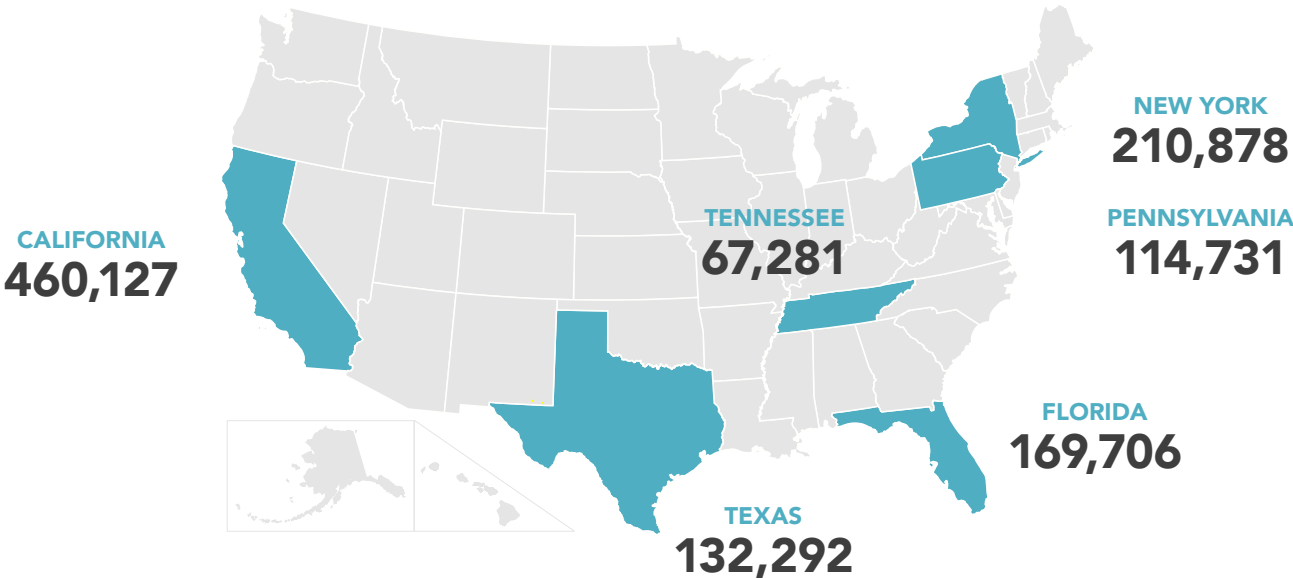 NEW YORK
210,878
TENNESSEE
67,281
PENNSYLVANIA
114,731
CALIFORNIA
460,127
FLORIDA
169,706
TEXAS
132,292